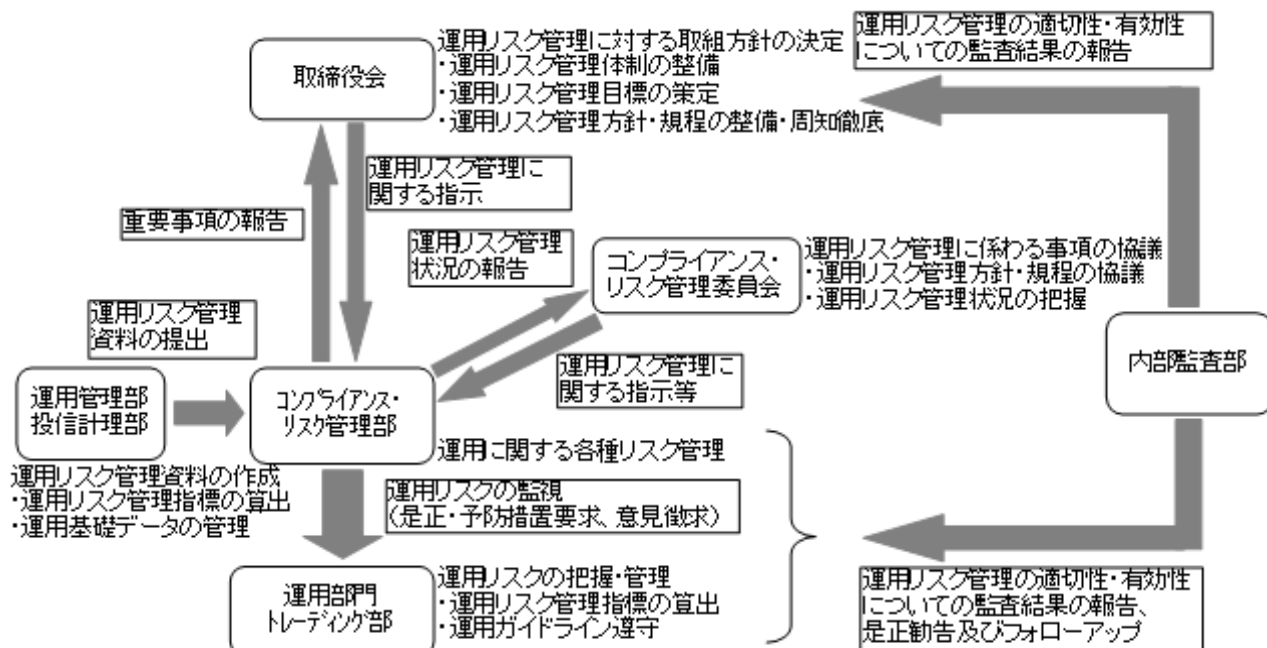 取締役会
運用リスク管理に対する取組方針の決定
・運用リスク管理体制の整備
・運用リスク管理目標の策定
・運用リスク管理方針・規程の整備・周知徹底
運用リスク管理の適切性・有効性
についての監査結果の報告
運用リスク管理に
関する指示
重要事項の報告
運用リスク管理
状況の報告
コンプライアンス・
リスク管理委員会
運用リスク管理に係わる事項の協議
・運用リスク管理方針・規程の協議
・運用リスク管理状況の把握
運用リスク管理
資料の提出
運用リスク管理に
関する指示等
内部監査部
運用管理部
投信計理部
コンプライアンス・
リスク管理部
運用に関する各種リスク管理
運用リスク管理資料の作成
・運用リスク管理指標の算出
・運用基礎データの管理
運用リスクの監視
（是正・予防措置要求、意見徴求）
運用部門
トレーディング部
運用リスクの把握・管理
・運用リスク管理指標の算出
・運用ガイドライン遵守
運用リスク管理の適切性・有効性
についての監査結果の報告、
是正勧告及びフォローアップ